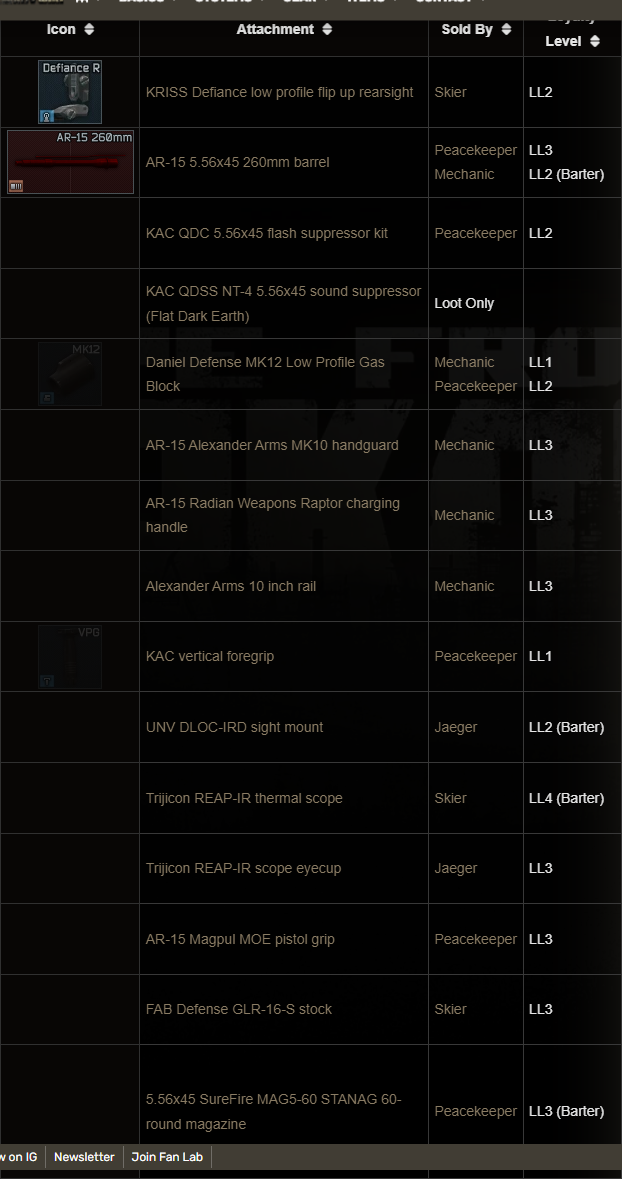 Icon Attachment Sold By Loyalty
Level
Defiance R
KRISS Defiance low profile flip up rearsight Skier LL2
AR-15 260mm
AR-15 5.56x45 260mm barrel
Peacekeeper LL3
Mechanic LL2 (Barter)
KAC QDC 5.56x45 flash suppressor kit Peacekeeper LL2
KAC QDSS NT-4 5.56x45 sound suppressor
(Flat Dark Earth)
Loot Only
MK12
Daniel Defense MK12 Low Profile Gas
Block
Mechanic LL1
Peacekeeper LL2
AR-15 Alexander Arms MK10 handguard Mechanic LL3
AR-15 Radian Weapons Raptor charging
handle
Mechanic LL3
Alexander Arms 10 inch rail Mechanic LL3
VPG
KAC vertical foregrip Peacekeeper LL1
UNV DLOC-IRD sight mount Jaeger LL2 (Barter)
Trijicon REAP-IR thermal scope Skier LL4 (Barter)
Trijicon REAP-IR scope eyecup Jaeger LL3
AR-15 Magpul MOE pistol grip Peacekeeper LL3
FAB Defense GLR-16-S stock Skier LL3
5.56x45 SureFire MAG5-60 STANAG 60-
round magazine
Peacekeeper LL3 (Barter)
on IG Newsletter Join Fan Lab